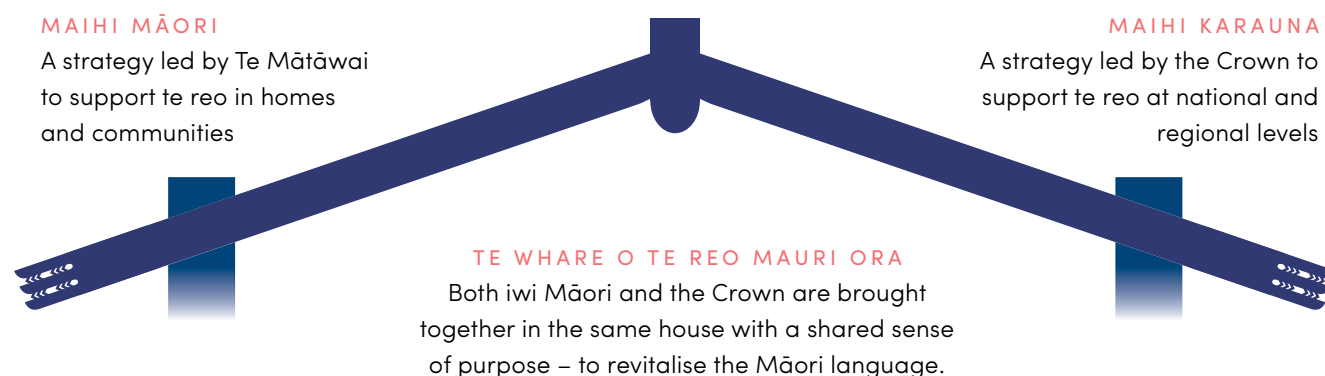 MAIHI MĀORI
A strategy led by Te Mātāwai
to support te reo in homes
and communities
MAIHI KARAUNA
A strategy led by the Crown to
support te reo at national and
regional levels
TE WHARE O TE REO MAURI ORA
Both iwi Māori and the Crown are brought
together in the same house with a shared sense
of purpose – to revitalise the Māori language.